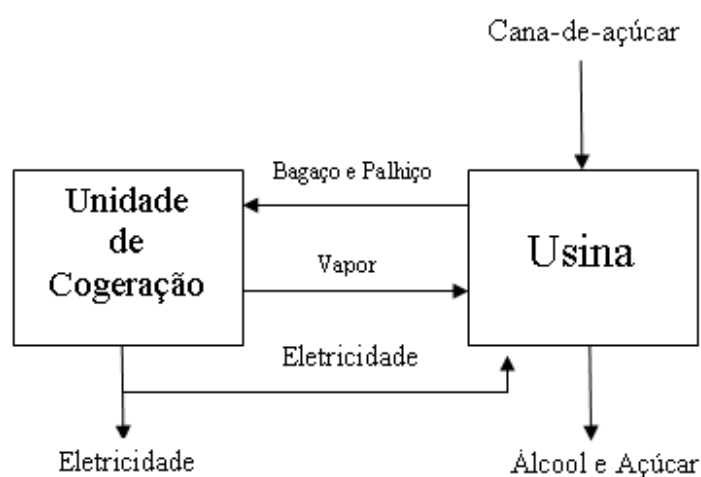 Cana-de-açúcar
Bagaço e Palhiço
Unidade
de
Cogeração
Usina
Vapor
Eletricidade
Eletricidade
Álcool e Açúcar